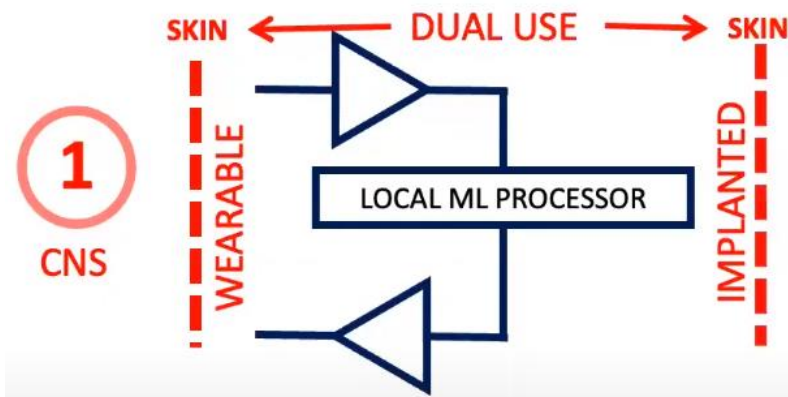 SKIN
DUAL USE
SKIN
1
CNS
WEARABLE
LOCAL ML PROCESSOR
IMPLANTED